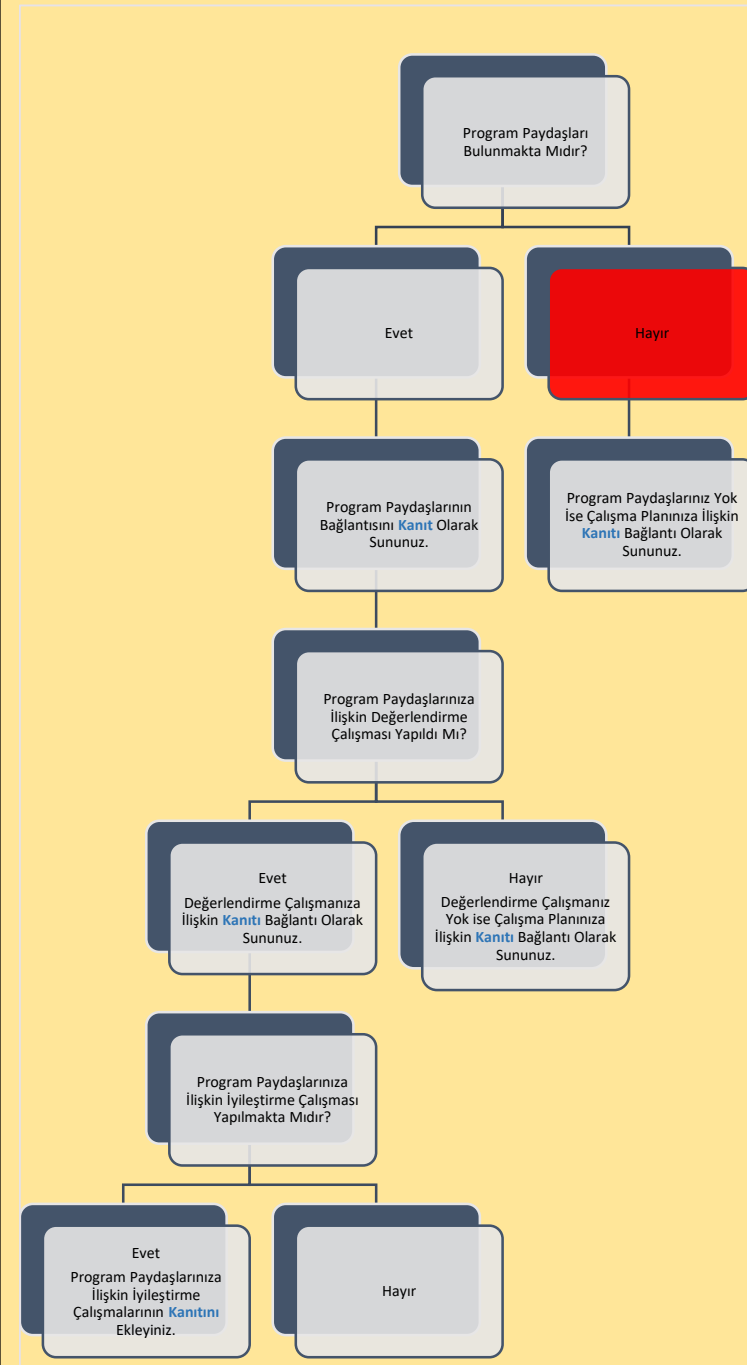 Program Paydaşları
Bulunmakta Mıdır?
Evet
Hayır
Program Paydaşlarının
Bağlantısını Kanıt Olarak
Sununuz.
Program Paydaşlarınız Yok
İse Çalışma Planınıza İlişkin
Kanıtı Bağlantı Olarak
Sununuz.
Program Paydaşlarınıza
İlişkin Değerlendirme
Çalışması Yapıldı Mı?
Evet
Değerlendirme Çalışmanıza
İlişkin Kanıtı Bağlantı Olarak
Sununuz.
Hayır
Değerlendirme Çalışmanız
Yok ise Çalışma Planınıza
İlişkin Kanıtı Bağlantı Olarak
Sununuz.
Program Paydaşlarınıza
İlişkin İyileştirme Çalışması
Yapılmakta Mıdır?
Evet
Program Paydaşlarınıza
İlişkin İyileştirme
Çalışmalarının Kanıtını
Ekleyiniz.
Hayır